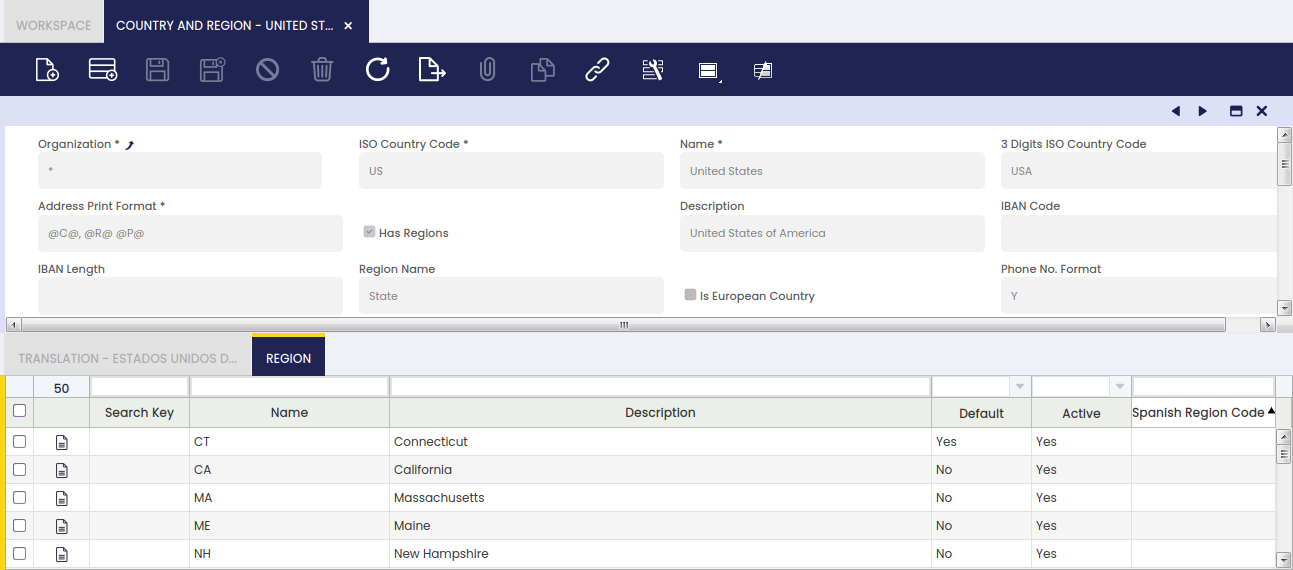 WORKSPACE COUNTRY AND REGION - UNITED ST...
Organization * ISO Country Code * Name * 3 Digits ISO Country Code
* US United States USA
Address Print Format * Description IBAN Code
@C@, @R@ @P@ Has Regions United States of America
IBAN Length Region Name Phone No. Format
State Is European Country Y
TRANSLATION - ESTADOS UNIDOS D... REGION
50
Search Key Name Description Default Active Spanish Region Code
CT Connecticut Yes Yes
CA California No Yes
MA Massachusetts No Yes
ME Maine No Yes
NH New Hampshire No Yes